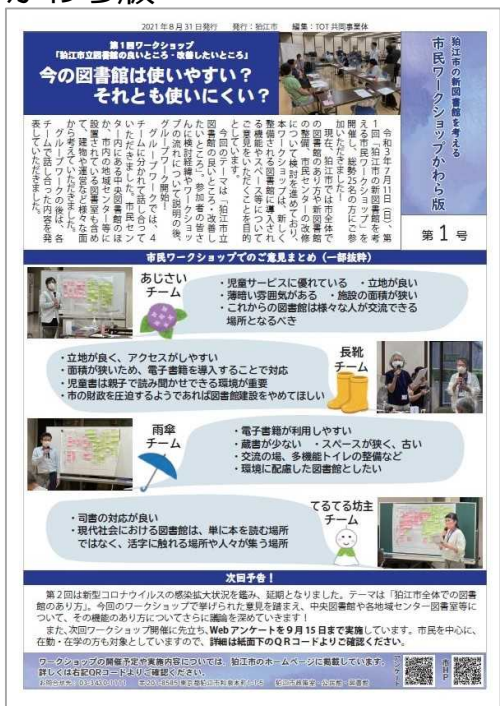 かわら版
2021年8月31日発行 発行:狛江市 編集:TOT共同事業体
狛江市の新図書館を考える
市民ワークショップかわら版
第1号
第1回ワークショップ
「狛江市立図書館の良いところ・改善したいところ」
今の図書館は使いやすい?
それとも使いにくい?
令和3年7月11日(日)、第
1回「狛江市の新図書館を考
える市民ワークショップ」を
開催し、総勢15名の方にご参
加いただきました!
現在、狛江市では市全体で
の図書館のあり方や新図書館
の整備、市民センターの改修
について検討を進めており、
本ワークショップは、新しく
整備される図書館に導入され
る機能やスペース等について
ご意見をいただくことを目的
としています。
今回のテーマは「狛江市立
図書館の良いところ・改善し
たいところ」。参加者の皆さ
んに検討経緯やワークショッ
プの流れについて説明の後、
グループワーク開始!
グループワークでは、4
チームに分かれて話し合って
いただきました。市民セン
ター内にある中央図書館のほ
か、市内の地域センター等に
設置されている図書室も含め
て、建物や運営など様々な面
から考えていただきました。
グループワークの後は、各
チームで話し合った内容を発
表していただきました。
市民ワークショップでのご意見まとめ(一部抜粋)
あじさい
チーム
・児童サービスに優れている ・立地が良い
・薄暗い雰囲気がある ・施設の面積が狭い
・これからの図書館は様々な人が交流できる
場所となるべき
長靴
チーム
・立地が良く、アクセスがしやすい
・面積が狭いため、電子書籍を導入することで対応
・児童書は親子で読み聞かせできる環境が重要
・市の財政を圧迫するようであれば図書館建設をやめてほしい
雨傘
チーム
・電子書籍が利用しやすい
・蔵書が少ない ・スペースが狭く、古い
・交流の場、多機能トイレの整備など
・環境に配慮した図書館としたい
てるてる坊主
チーム
・司書の対応が良い
・現代社会における図書館は、単に本を読む場所
ではなく、活字に触れる場所や人々が集う場所
次回予告!
第2回は新型コロナウイルスの感染拡大状況を鑑み、延期となりました。テーマは「狛江市全体での図書
館のあり方」。今回のワークショップで挙げられた意見を踏まえ、中央図書館や各地域センター図書室等に
ついて、その機能のあり方についてさらに議論を深めていきます!
また、次回ワークショップ開催に先立ち、Webアンケートを9月15日まで実施しています。市民を中心に、
在勤・在学の方も対象としていますので、詳細は紙面下のQRコードよりご確認ください。
ワークショップの開催予定や実施内容については、狛江市のホームページに掲載しています。
詳しくは右記QRコードよりご確認ください。
アンケート
市HP